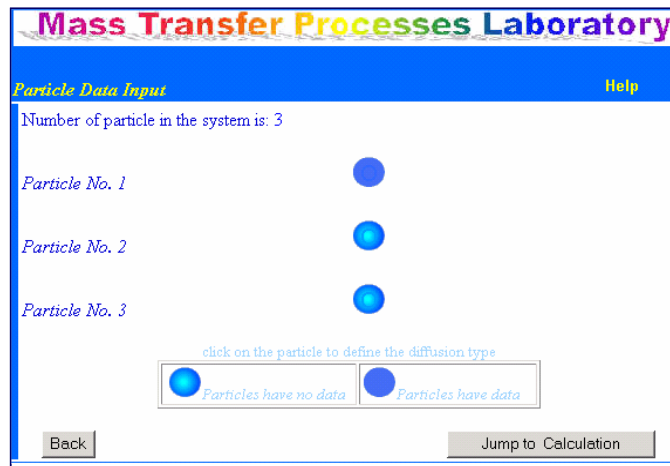 Mass Transfer Processes Laboratory
Particle Data Input Help
Number of particle in the system is: 3
Particle No. 1
Particle No. 2
Particle No. 3
click on the particle to define the diffusion type
Particles have no data Particles have data
Back Jump to Calculation